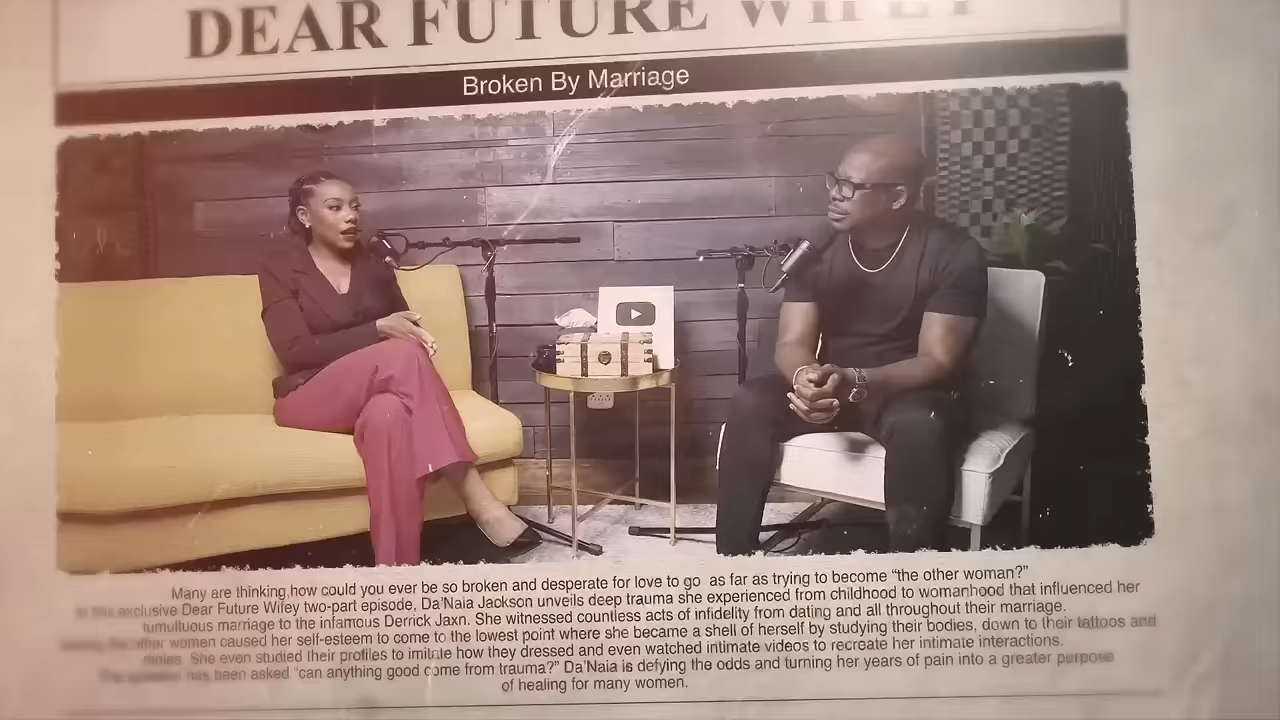 DEAR FUTURE WIFEY
Broken By Marriage
Many are thinking,how could you ever be so broken and desperate for love to go as far as trying to become “the other woman?”
In this exclusive Dear Future Wifey two-part episode, Da'Naia Jackson unveils deep trauma she experienced from childhood to womanhood that influenced her
tumultuous marriage to the infamous Derrick Jaxn. She witnessed countless acts of infidelity from dating and all throughout their marriage.
other women caused her self-esteem to come to the lowest point where she became a shell of herself by studying their bodies, down to their tattoos and
moles. She even studied their profiles to imitate how they dressed and even watched intimate videos to recreate her intimate interactions.
has been asked “can anything good come from trauma?” Da'Naia is defying the odds and turning her years of pain into a greater purpose
of healing for many women.